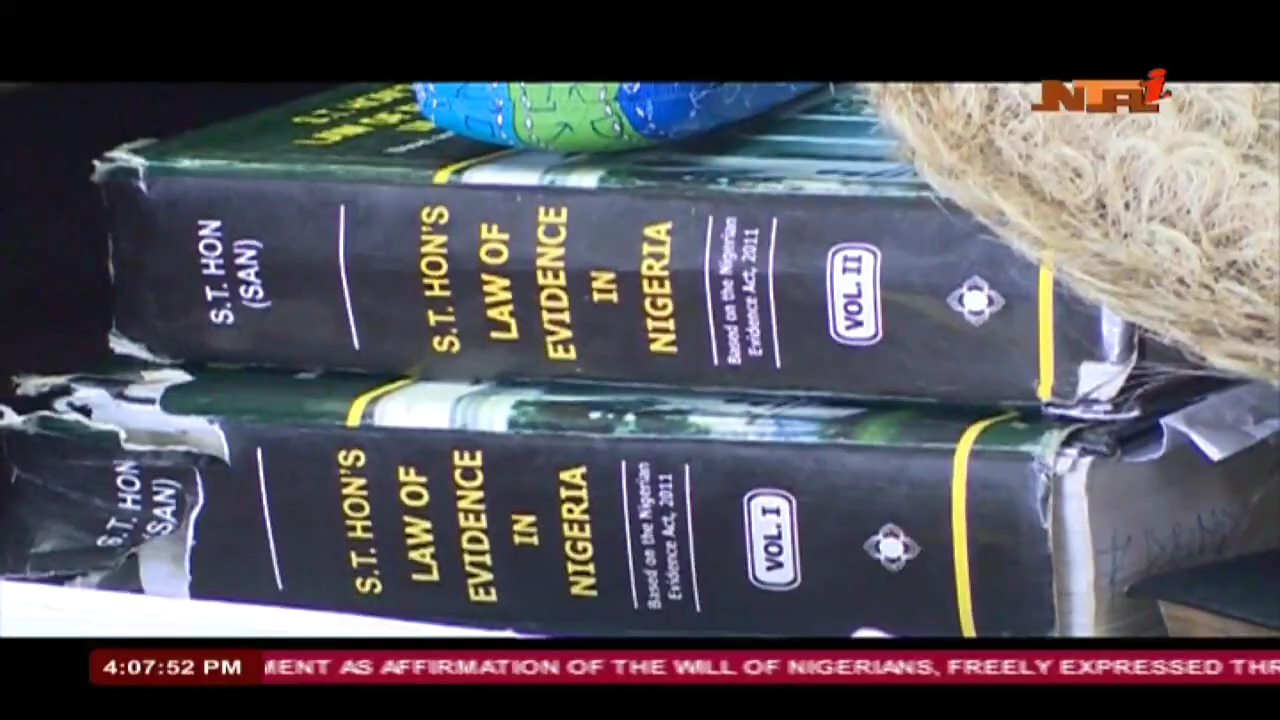 NTAi
S.T. HON
(SAN)
S.T. HON'S
LAW OF
EVIDENCE
IN
NIGERIA
Based on the Nigerian
Evidence Act, 2011
VOL. II
S.T. HON
(SAN)
S.T. HON'S
LAW OF
EVIDENCE
IN
NIGERIA
Based on the Nigerian
Evidence Act, 2011
VOL. I
4:07:52 PM
MENT AS AFFIRMATION OF THE WILL OF NIGERIANS, FREELY EXPRESSED THR